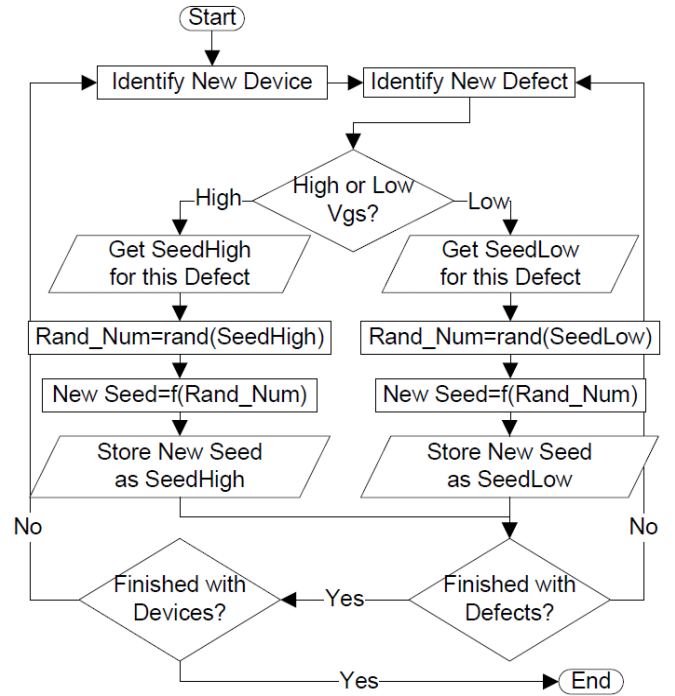 Start
Identify New Device
Identify New Defect
High or Low
Vgs?
High
Low
Get SeedHigh
for this Defect
Get SeedLow
for this Defect
Rand_Num=rand(SeedHigh)
Rand_Num=rand(SeedLow)
New Seed=f(Rand_Num)
New Seed=f(Rand_Num)
Store New Seed
as SeedHigh
Store New Seed
as SeedLow
No
No
Finished with
Devices?
Yes
Finished with
Defects?
Yes
End